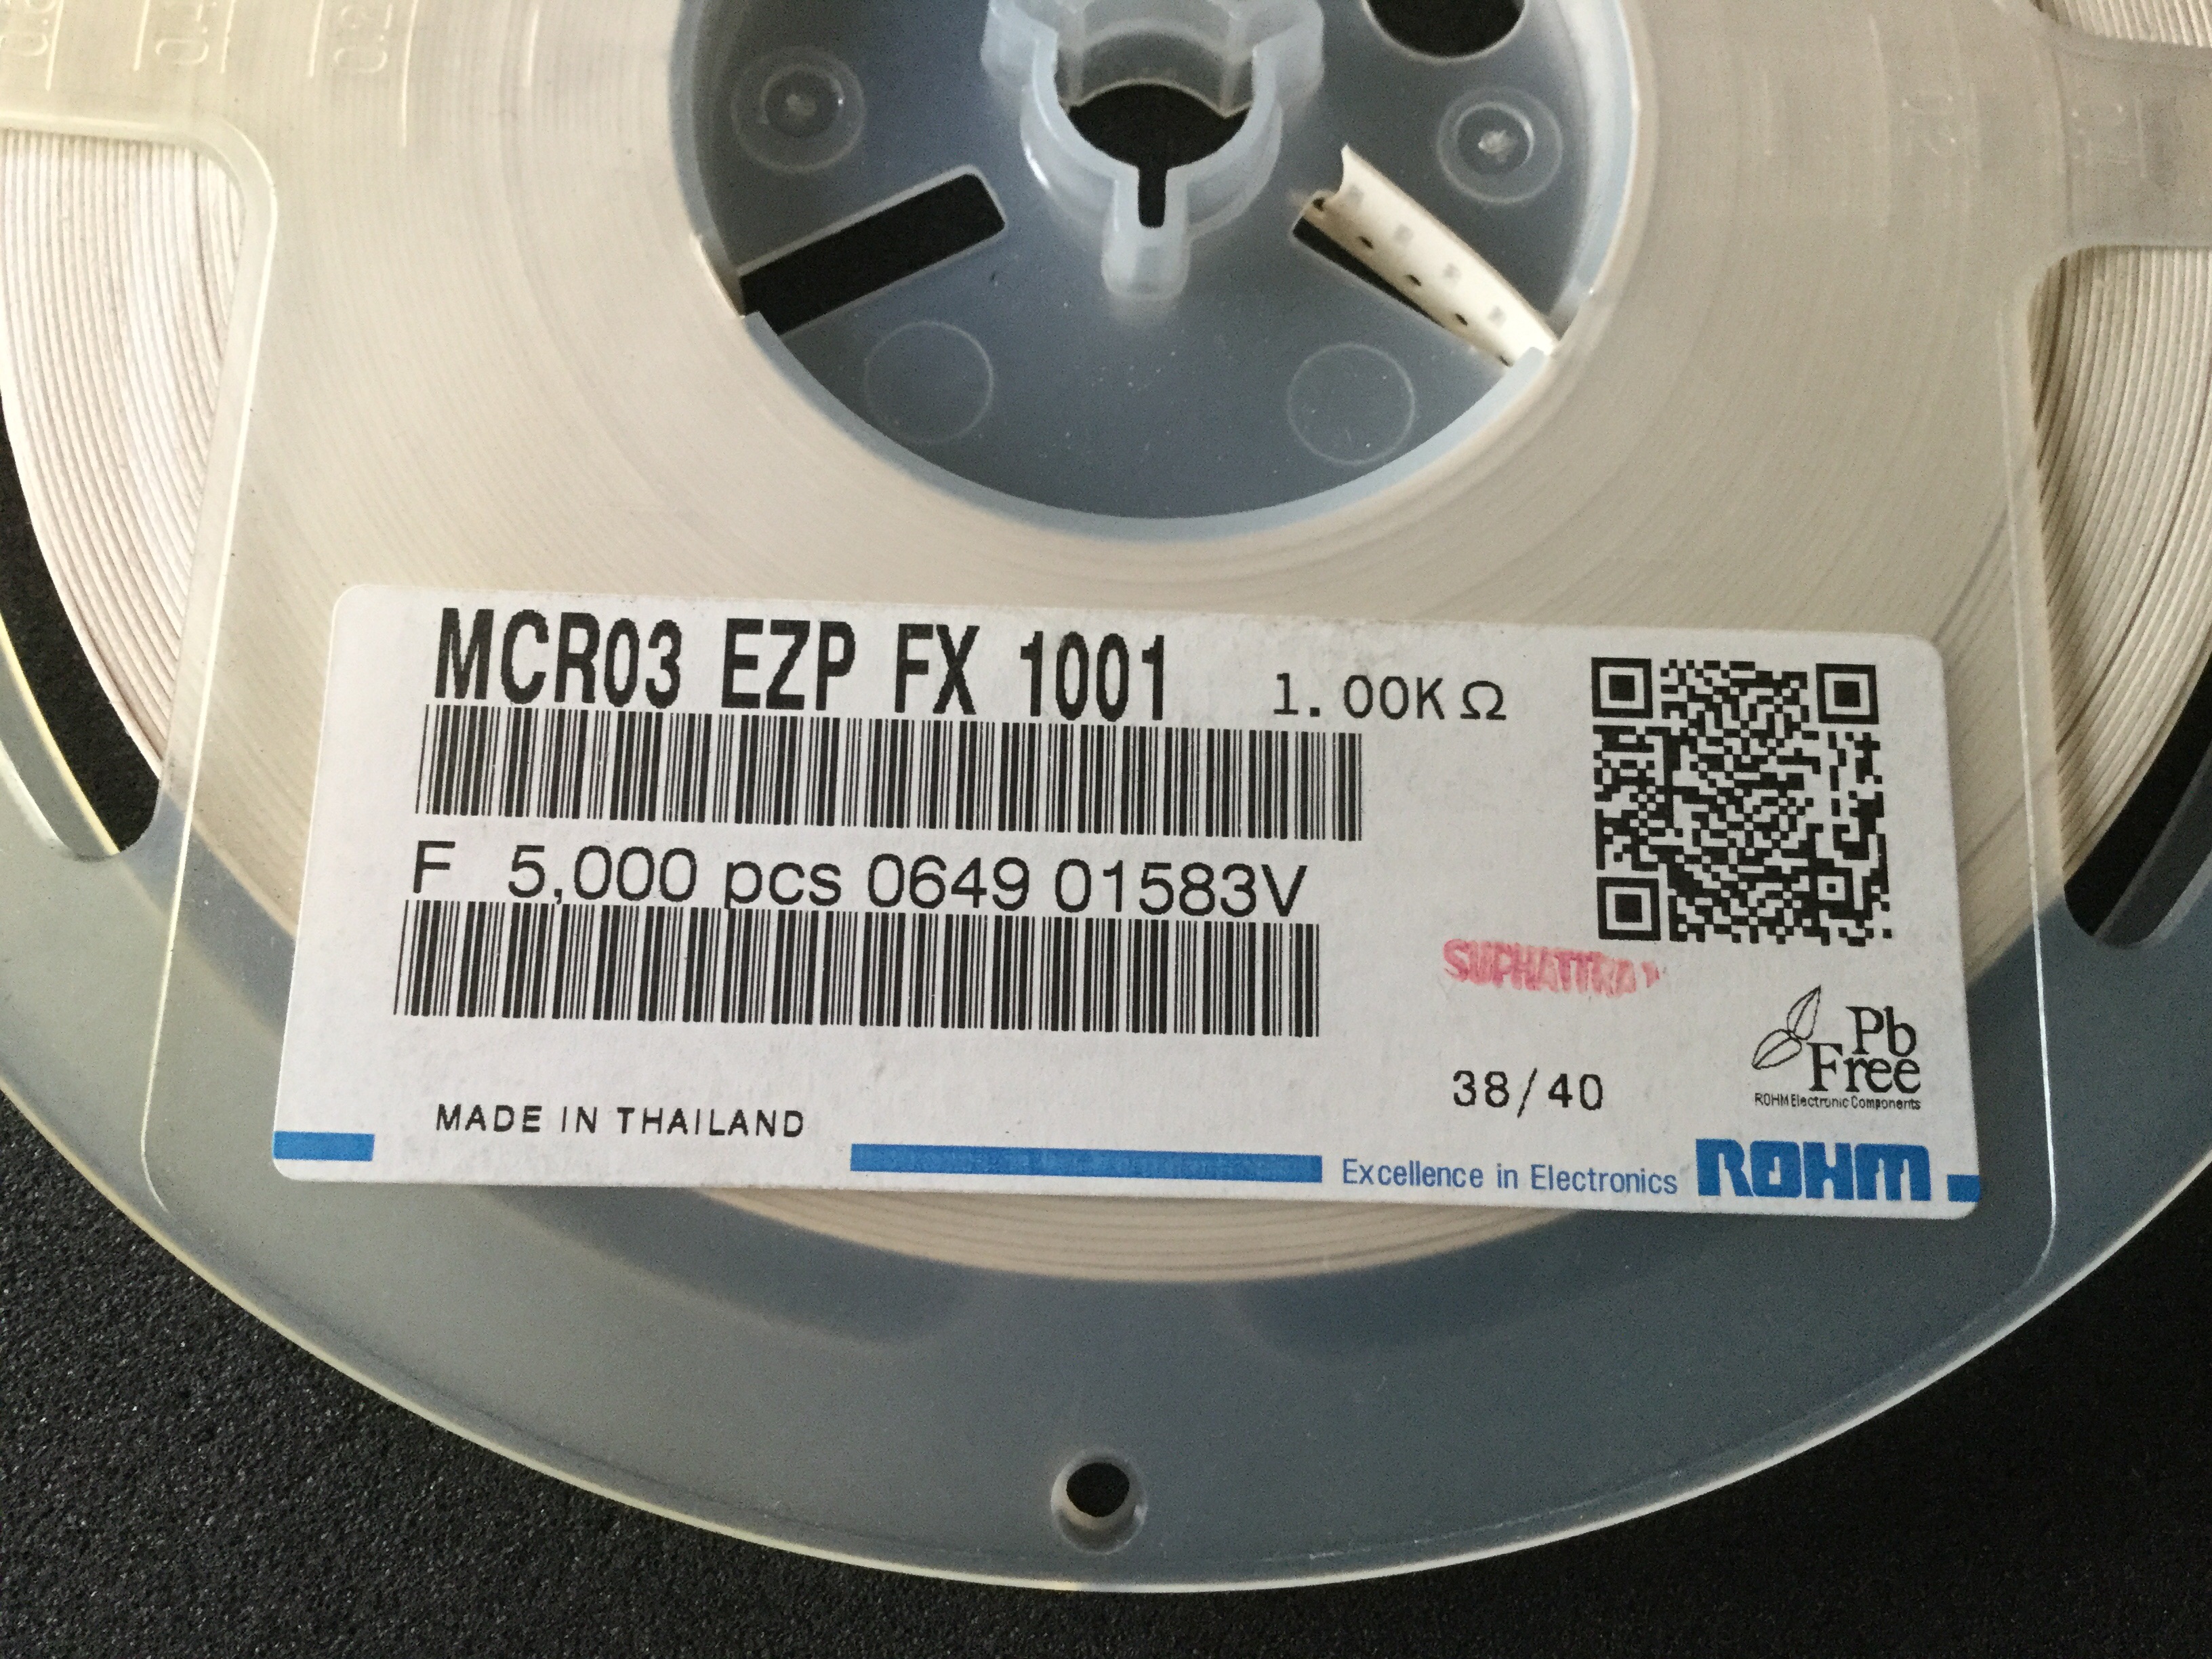 MCR03 EZP FX 1001 1.00KΩ
F 5,000 pcs 0649 01583V
SUPHATTRA
38/40
Pb
Free
ROHM Electronic Components
MADE IN THAILAND
Excellence in Electronics ROHM